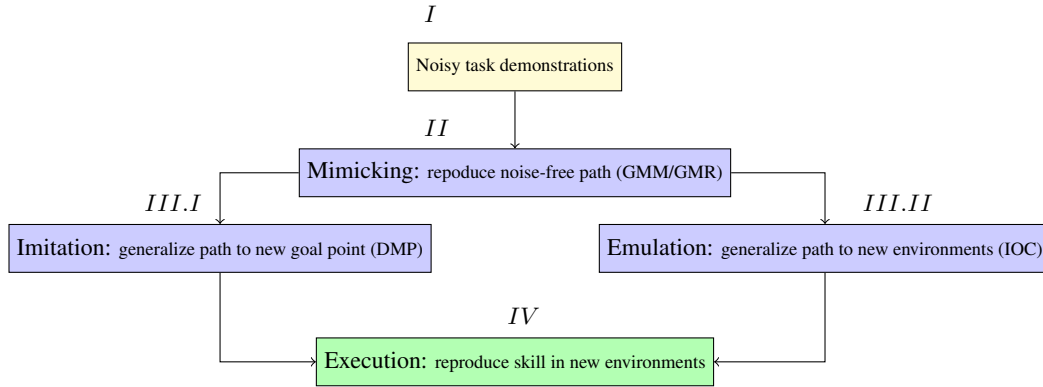 I
Noisy task demonstrations
II
Mimicking: repoduce noise-free path (GMM/GMR)
III.I
III.II
Imitation: generalize path to new goal point (DMP)
Emulation: generalize path to new environments (IOC)
IV
Execution: reproduce skill in new environments